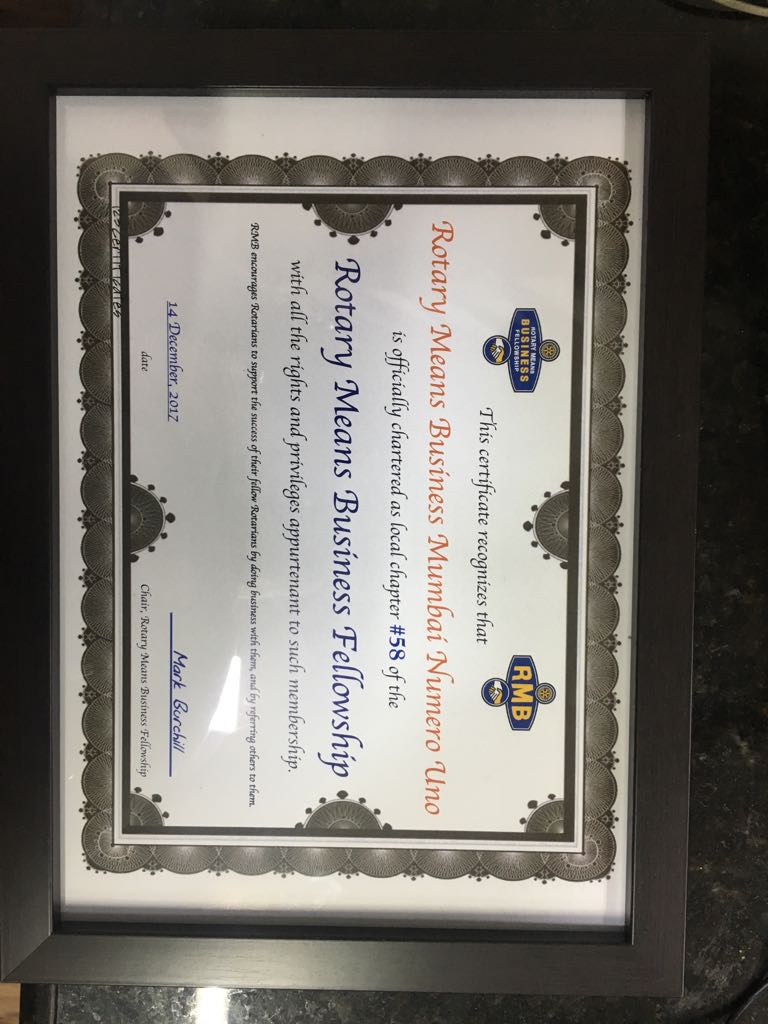 ROTARY MEANS
BUSINESS
FELLOWSHIP
RMB
This certificate recognizes that
Rotary Means Business Mumbai Numero Uno
is officially chartered as local chapter #58 of the
Rotary Means Business Fellowship
with all the rights and privileges appurtenant to such membership.
RMB encourages Rotarians to support the success of their fellow Rotarians by doing business with them, and by referring others to them.
14 December, 2017
date
Mark Burchill
Chair, Rotary Means Business Fellowship
123Certificates